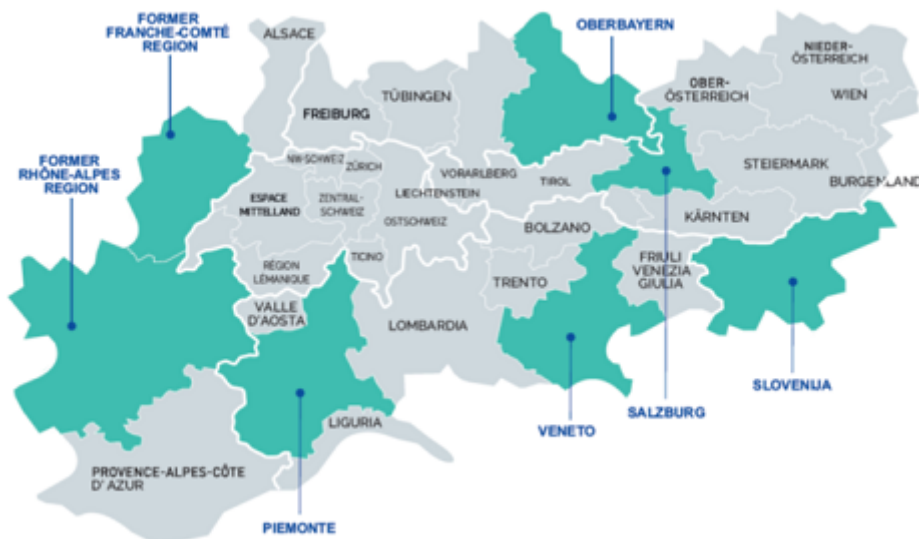 FORMER
FRANCHE-COMTÉ
REGION
OBERBAYERN
ALSACE
NIEDER-
ÖSTERREICH
OBER-
ÖSTERREICH
TÜBINGEN
FREIBURG
WIEN
FORMER
RHÔNE-ALPES
REGION
NW-SCHWEIZ
ZÜRICH
VORARLBERG
TIROL
STEIERMARK
BURGENLAND
LIECHTENSTEIN
ESPACE
MITTELLAND
ZENTRAL-
SCHWEIZ
OSTSCHWEIZ
BOLZANO
KÄRNTEN
RÉGION
LÉMANIQUE
TICINO
TRENTO
FRIULI
VENEZIA
GIULIA
VALLE
D'AOSTA
LOMBARDIA
SLOVENIJA
SALZBURG
VENETO
LIGURIA
PROVENCE-ALPES-CÔTE
D' AZUR
PIEMONTE